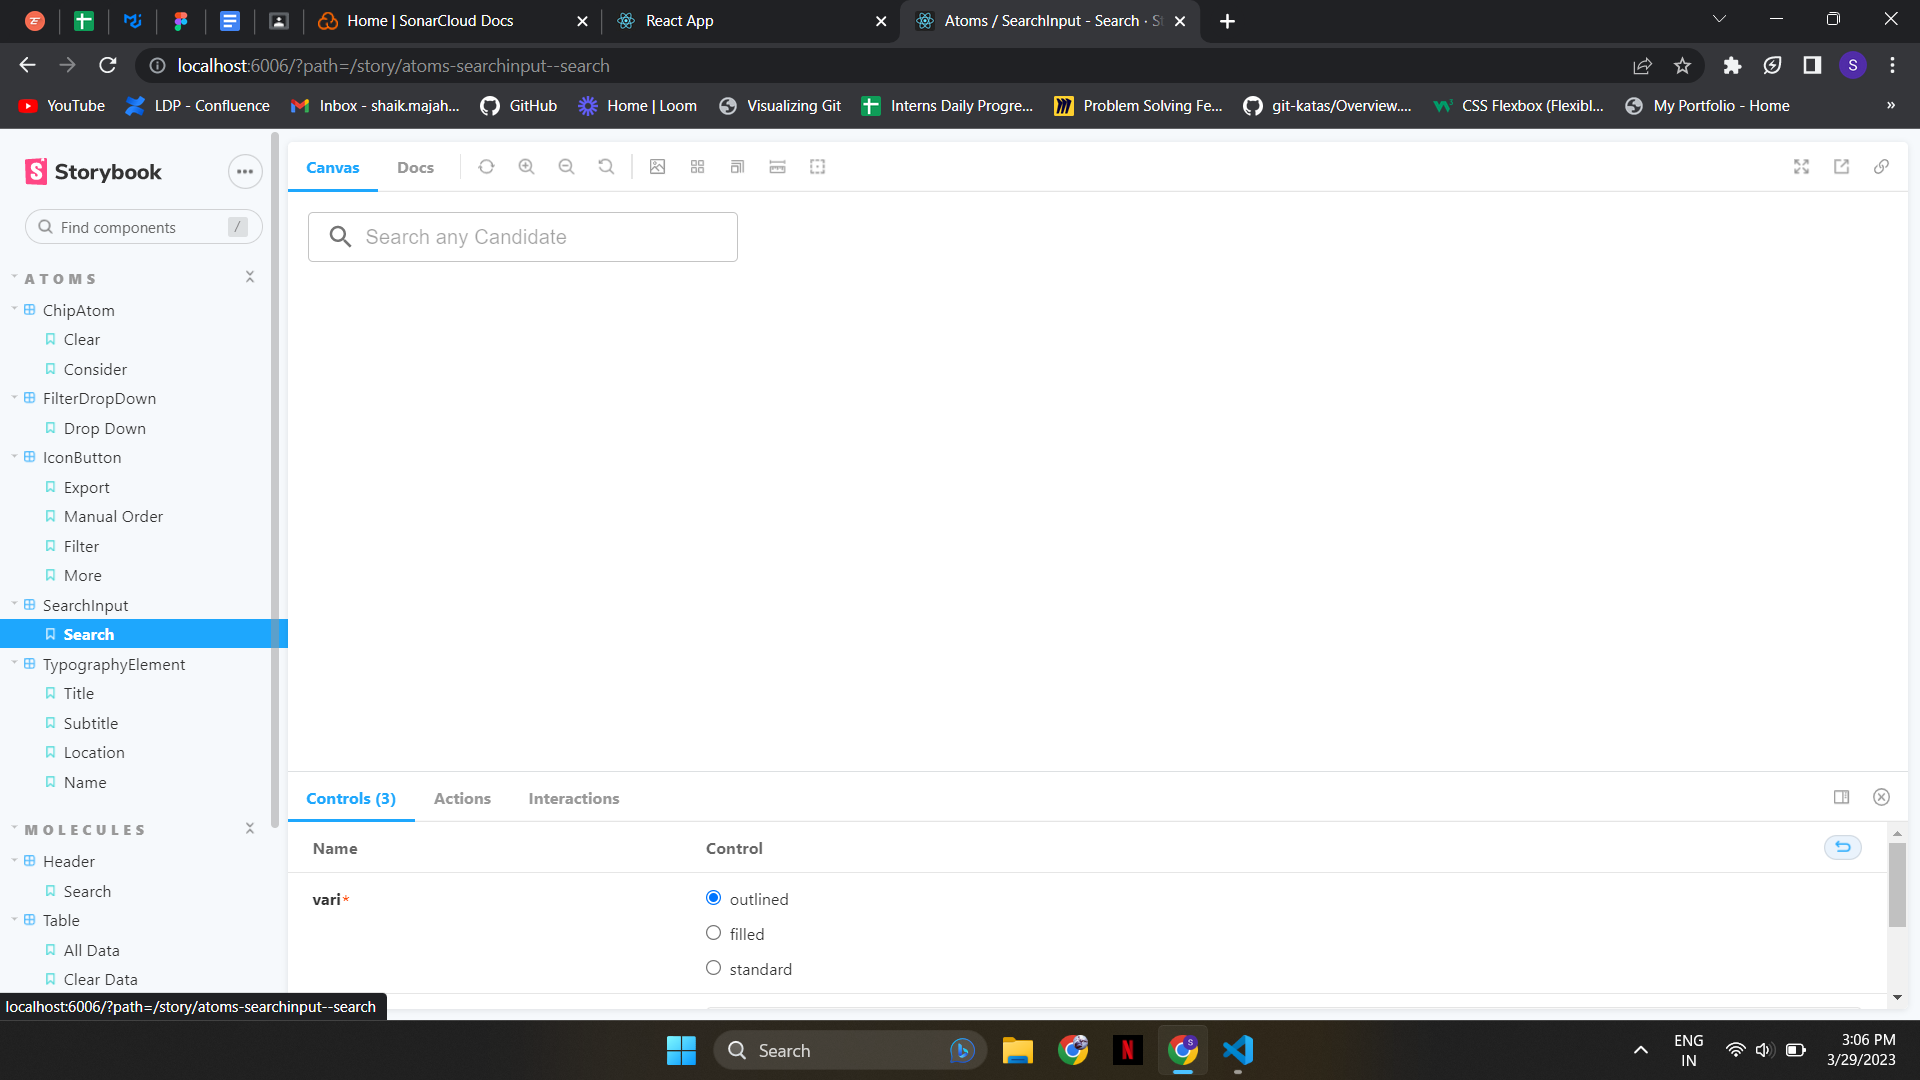 Home | SonarCloud Docs
React App
Atoms / SearchInput - Search · S
localhost:6006/?path=/story/atoms-searchinput--search
S
YouTube
LDP - Confluence
Inbox - shaik.majah...
GitHub
Home | Loom
Visualizing Git
Interns Daily Progre...
Problem Solving Fe...
git-katas/Overview....
CSS Flexbox (Flexibl...
My Portfolio - Home
»
Storybook
Find components
/
ATOMS
ChipAtom
Clear
Consider
FilterDropDown
Drop Down
IconButton
Export
Manual Order
Filter
More
SearchInput
Search
TypographyElement
Title
Subtitle
Location
Name
MOLECULES
Header
Search
Table
All Data
Clear Data
localhost:6006/?path=/story/atoms-searchinput--search
Canvas
Docs
Search any Candidate
Controls (3)
Actions
Interactions
Name
Control
vari*
outlined
filled
standard
Search
ENG
IN
3:06 PM
3/29/2023